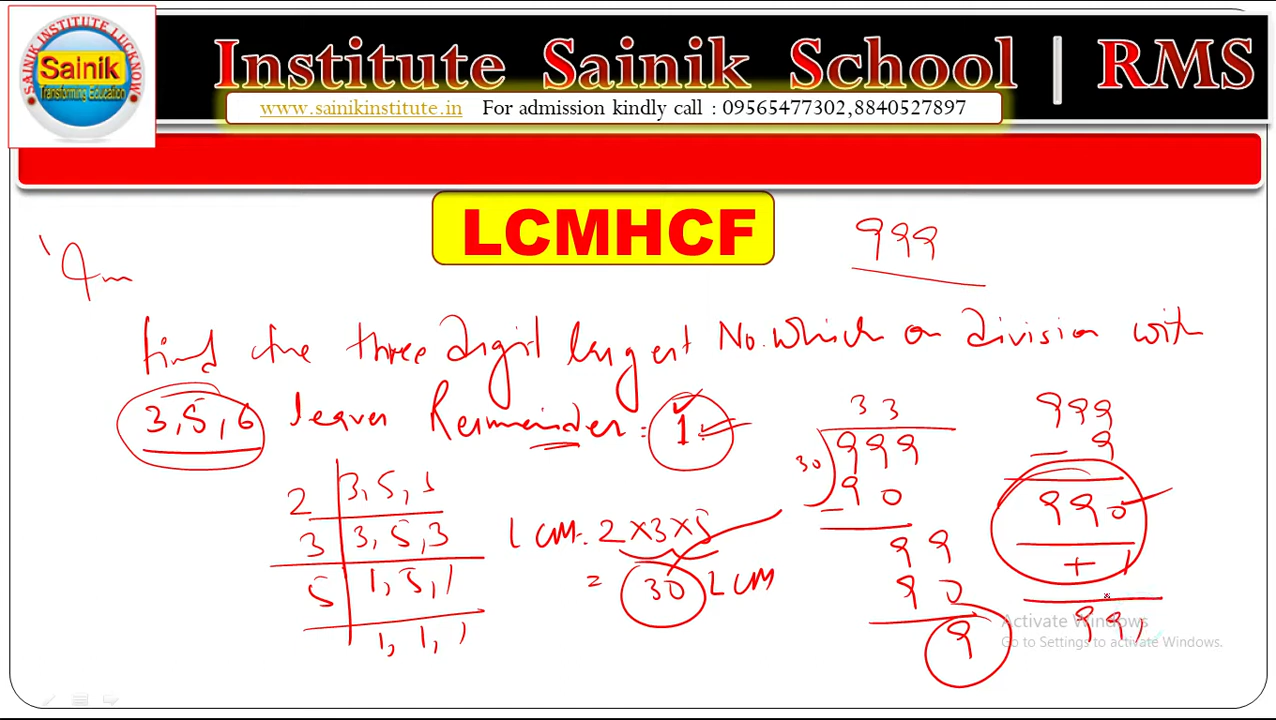 SAINIK INSTITUTE LUCKNOW
Sainik
Transforming Education
Institute Sainik School | RMS
www.sainikinstitute.in For admission kindly call : 09565477302,8840527897
LCMHCF
999
find the three digit largest No. which on division with
3, 5, 6 leaves Remainder = 1
2 3, 5,
3 3, 5, 3
5 1, 5, 1
1, 1, 1
LCM. 2 × 3 × 5
= 30 LCM
33
30 999
- 90
99
90
9
999
- 9
990
+ 1
991
Activate Windows
Go to Settings to activate Windows.